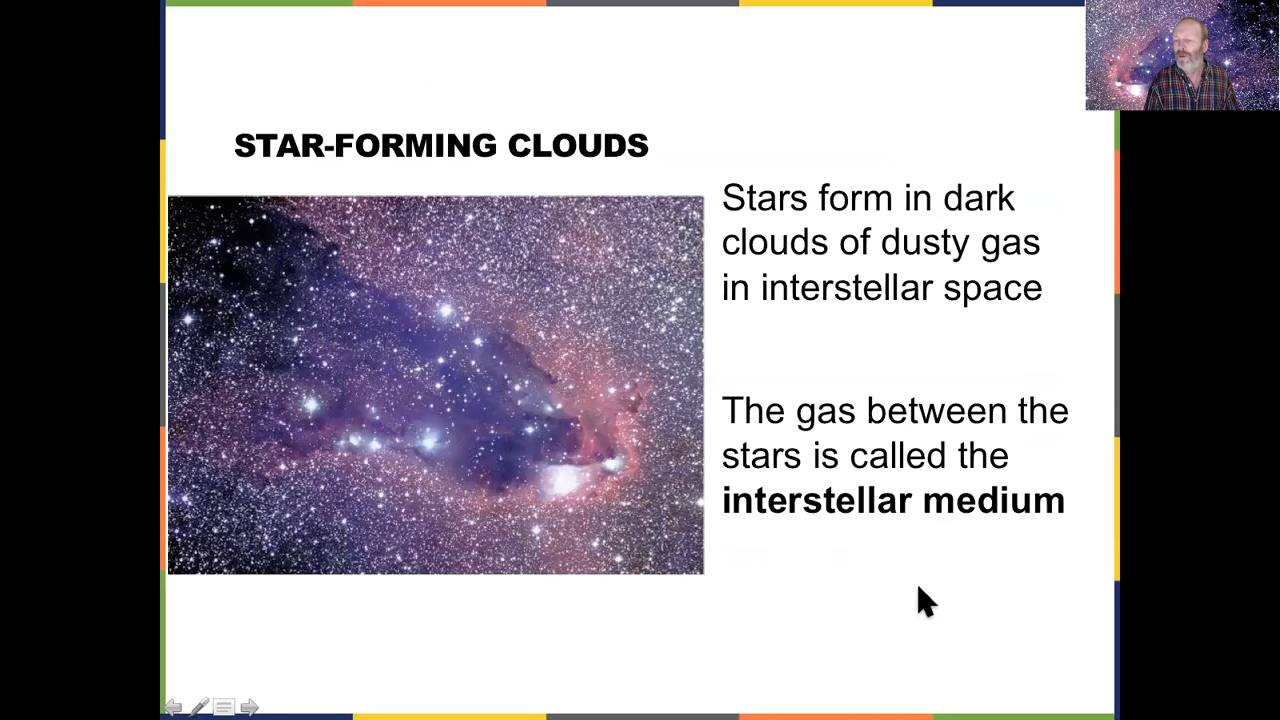 STAR-FORMING CLOUDS
Stars form in dark
clouds of dusty gas
in interstellar space
The gas between the
stars is called the
interstellar medium